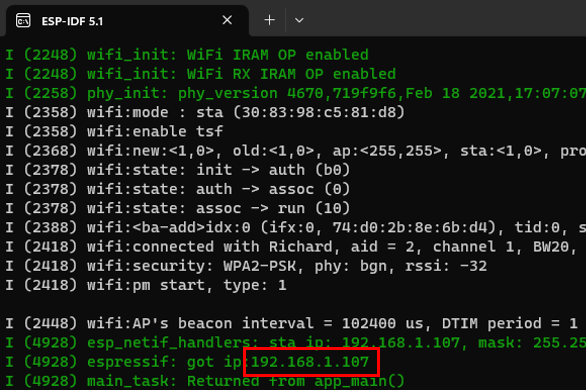 ESP-IDF 5.1
I (2248) wifi_init: WiFi IRAM OP enabled
I (2248) wifi_init: WiFi RX IRAM OP enabled
I (2258) phy_init: phy_version 4670,719f9f6,Feb 18 2021,17:07:07
I (2358) wifi:mode : sta (30:83:98:c5:81:d8)
I (2358) wifi:enable tsf
I (2368) wifi:new:<1,0>, old:<1,0>, ap:<255,255>, sta:<1,0>, pro
I (2378) wifi:state: init -> auth (b0)
I (2378) wifi:state: auth -> assoc (0)
I (2378) wifi:state: assoc -> run (10)
I (2388) wifi:<ba-add>idx:0 (ifx:0, 74:d0:2b:8e:6b:d4), tid:0, s
I (2418) wifi:connected with Richard, aid = 2, channel 1, BW20,
I (2418) wifi:security: WPA2-PSK, phy: bgn, rssi: -32
I (2418) wifi:pm start, type: 1
I (2448) wifi:AP's beacon interval = 102400 us, DTIM period = 1
I (4928) esp_netif_handlers: sta ip: 192.168.1.107, mask: 255.25
I (4928) espressif: got ip:192.168.1.107
I (4928) main_task: Returned from app_main()